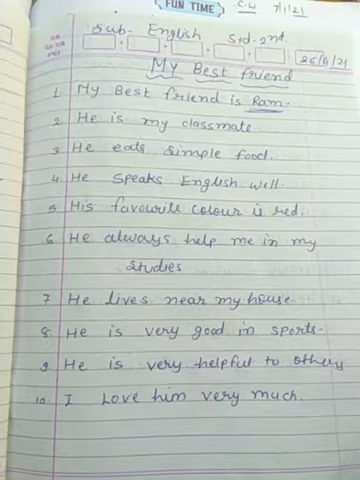 FUN TIME
C.W 7/1/21
Sub- English Std-2nd.
My Best friend
1. My Best friend is Ram.
2. He is my classmate
3. He eats simple food.
4. He speaks English well.
5. His favourite colour is red.
6. He always help me in my
studies
7 He lives near my house
8. He is very good in sports.
9. He is very helpful to others
10. I Love him very much.